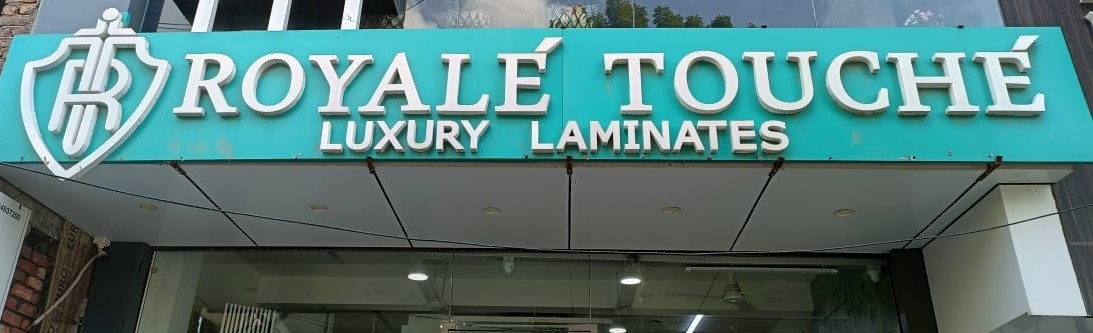 ROYALÉ TOUCHÉ
LUXURY LAMINATES